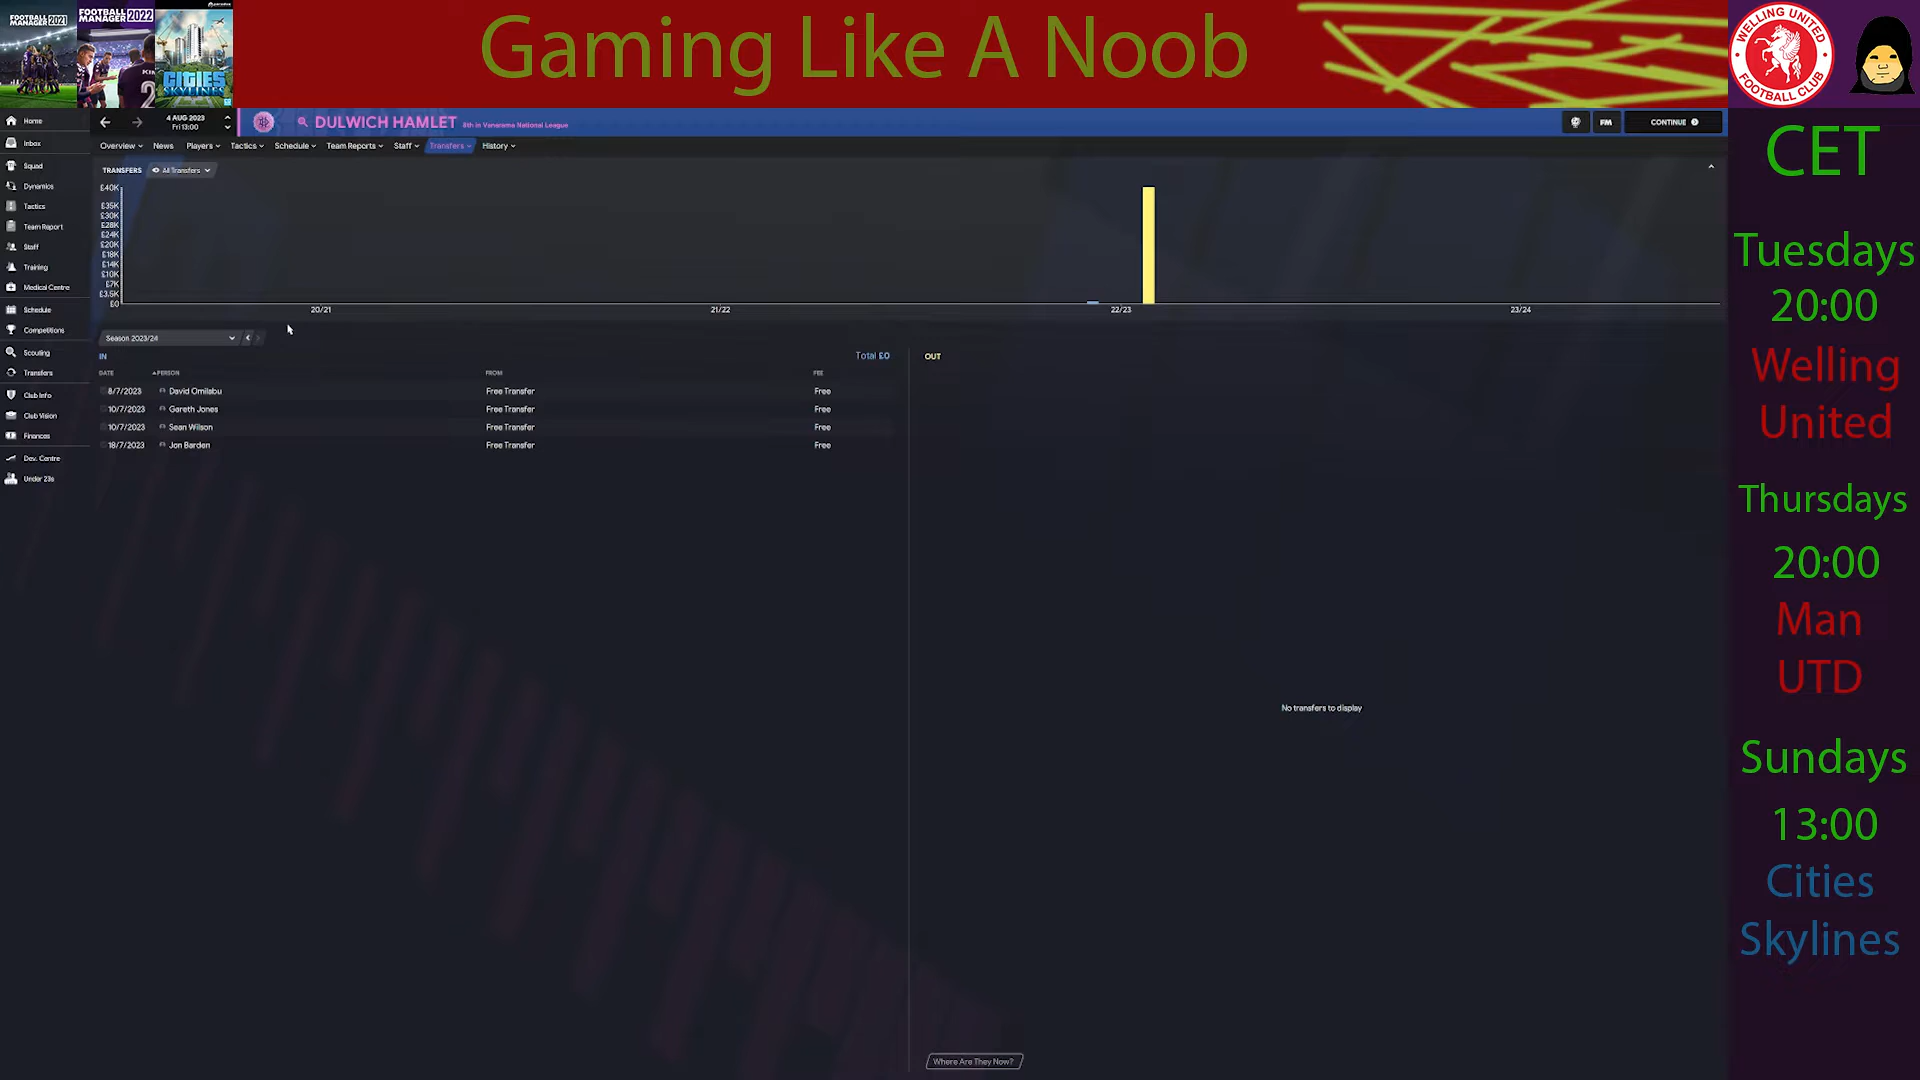 FOOTBALL MANAGER 2021
FOOTBALL MANAGER 2022
CITIES SKYLINES
Gaming Like A Noob
WELLING UNITED
FOOTBALL CLUB
4 AUG 2023
Fri 13:00
DULWICH HAMLET
8th in Vanarama National League
FM
CONTINUE
Overview
News
Players
Tactics
Schedule
Team Reports
Staff
Transfers
History
Home
Inbox
Squad
Dynamics
Tactics
Team Report
Staff
Training
Medical Centre
Schedule
Competitions
Scouting
Transfers
Club Info
Club Vision
Finances
Dev. Centre
Under 23s
TRANSFERS
All Transfers
£40K
£35K
£30K
£28K
£24K
£20K
£18K
£14K
£10K
£7K
£3.5K
£0
20/21
21/22
22/23
23/24
Season 2023/24
IN
Total £0
DATE PERSON FROM FEE
8/7/2023 David Omilabu Free Transfer Free
10/7/2023 Gareth Jones Free Transfer Free
10/7/2023 Sean Wilson Free Transfer Free
18/7/2023 Jon Barden Free Transfer Free
OUT
No transfers to display
Where Are They Now?
CET
Tuesdays
20:00
Welling
United
Thursdays
20:00
Man
UTD
Sundays
13:00
Cities
Skylines